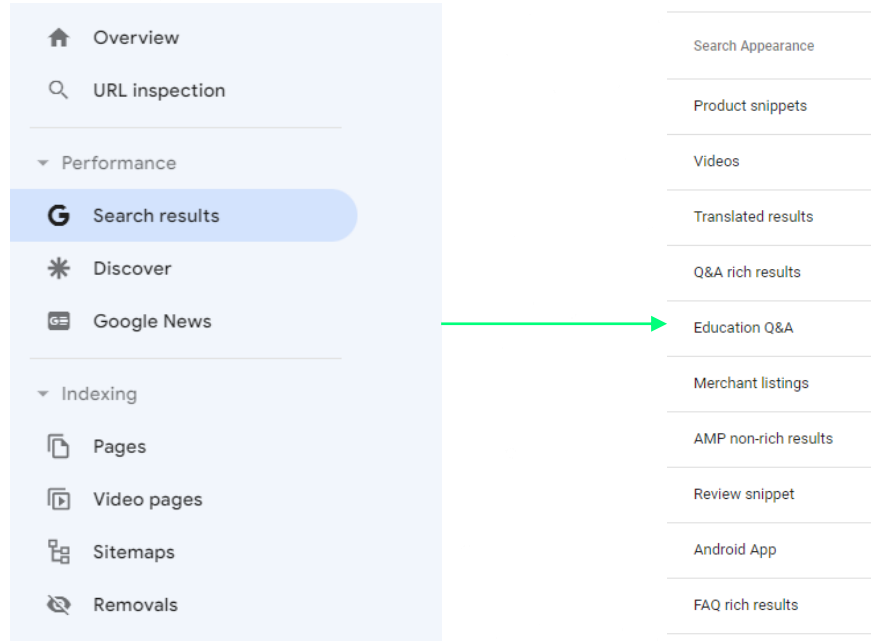 Overview
URL inspection
Performance
Search results
Discover
Google News
Indexing
Pages
Video pages
Sitemaps
Removals
Search Appearance
Product snippets
Videos
Translated results
Q&A rich results
Education Q&A
Merchant listings
AMP non-rich results
Review snippet
Android App
FAQ rich results